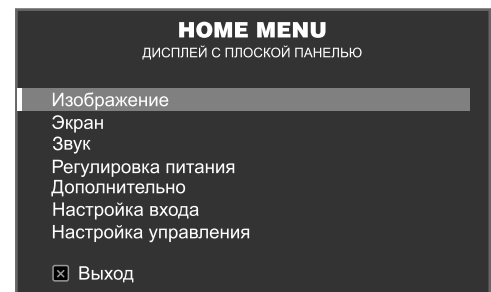 HOME MENU
ДИСПЛЕЙ С ПЛОСКОЙ ПАНЕЛЬЮ
Изображение
Экран
Звук
Регулировка питания
Дополнительно
Настройка входа
Настройка управления
Выход